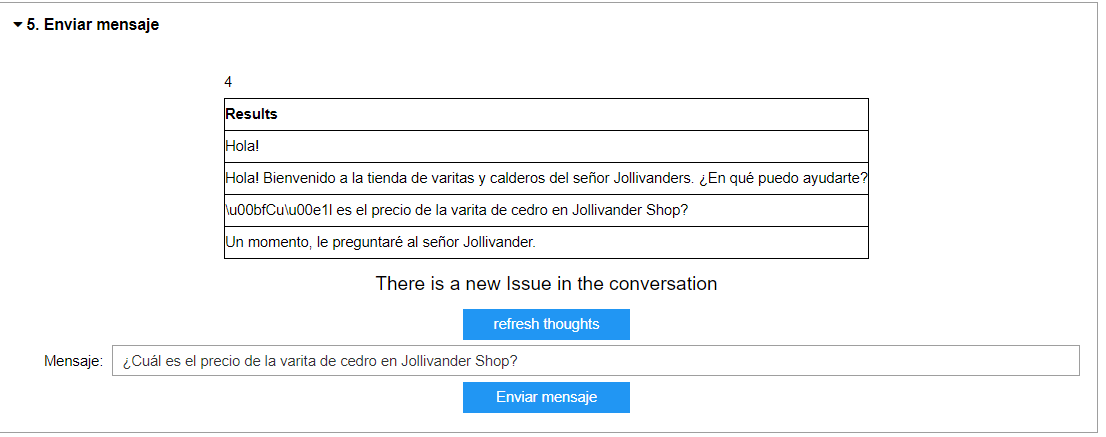 5. Enviar mensaje
4
Results
Hola!
Hola! Bienvenido a la tienda de varitas y calderos del señor Jollivanders. ¿En qué puedo ayudarte?
\u00bfCu\u00e1l es el precio de la varita de cedro en Jollivander Shop?
Un momento, le preguntaré al señor Jollivander.
There is a new Issue in the conversation
refresh thoughts
Mensaje: ¿Cuál es el precio de la varita de cedro en Jollivander Shop?
Enviar mensaje